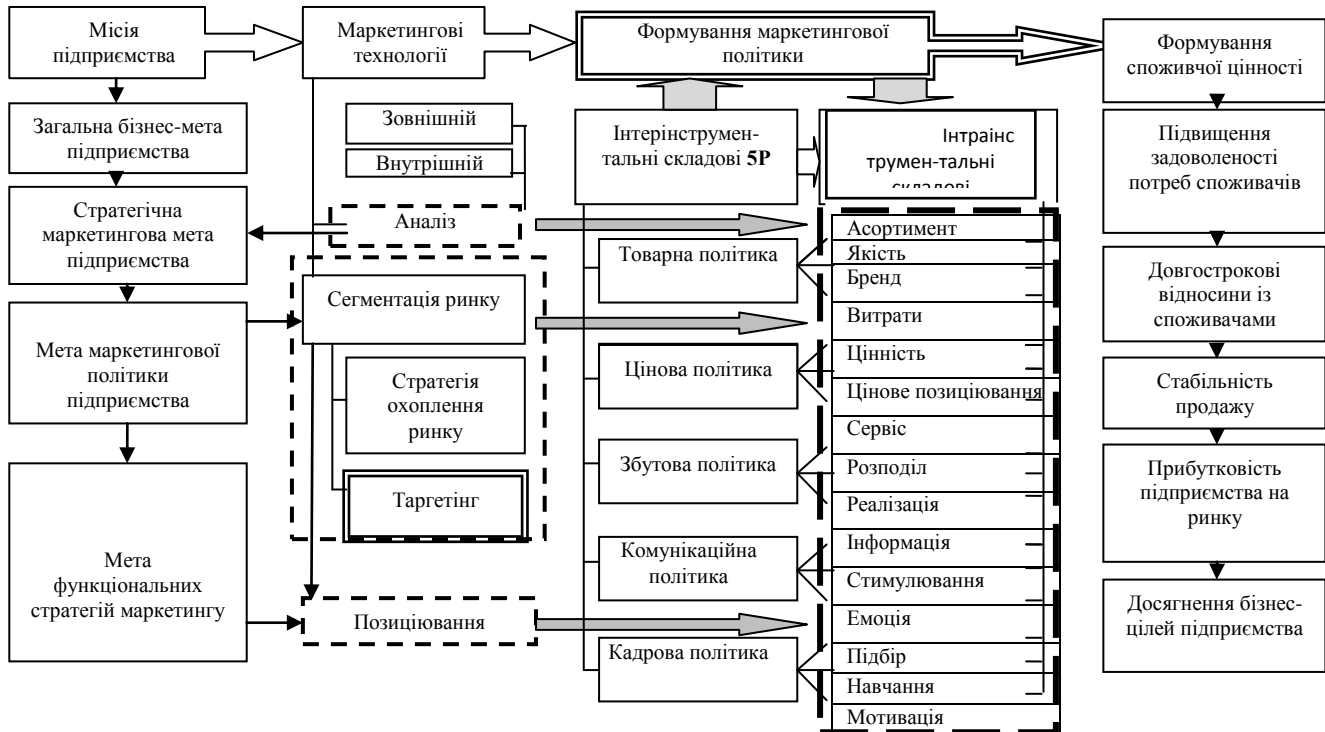 Місія
підприємства
Маркетингові
технології
Формування маркетингової
політики
Формування
споживчої цінності
Загальна бізнес-мета
підприємства
Стратегічна
маркетингова мета
підприємства
Мета маркетингової
політики
підприємства
Мета
функціональних
стратегій маркетингу
Зовнішній
Внутрішній
Аналіз
Сегментація ринку
Стратегія
охоплення
ринку
Таргетінг
Позиціювання
Інтерінструмен-
тальні складові 5Р
Товарна політика
Цінова політика
Збутова політика
Комунікаційна
політика
Кадрова політика
Інтраінс
трумен-тальні
складові
Асортимент
Якість
Бренд
Витрати
Цінність
Цінове позиціювання
Сервіс
Розподіл
Реалізація
Інформація
Стимулювання
Емоція
Підбір
Навчання
Мотивація
Підвищення
задоволеності
потреб споживачів
Довгострокові
відносини із
споживачами
Стабільність
продажу
Прибутковість
підприємства на
ринку
Досягнення бізнес-
цілей підприємства